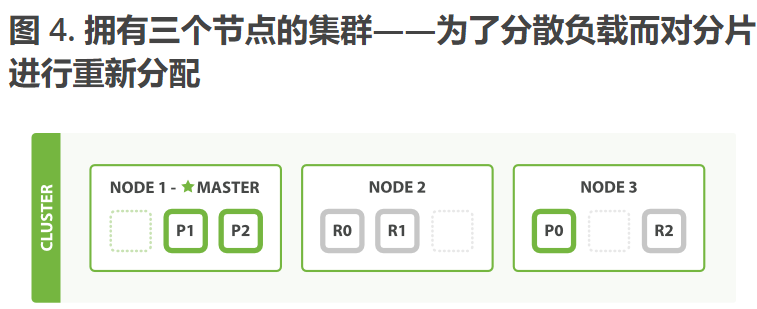 图 4. 拥有三个节点的集群——为了分散负载而对分片
进行重新分配
CLUSTER
NODE 1 - ★ MASTER
P1 P2
NODE 2
R0 R1
NODE 3
P0 R2